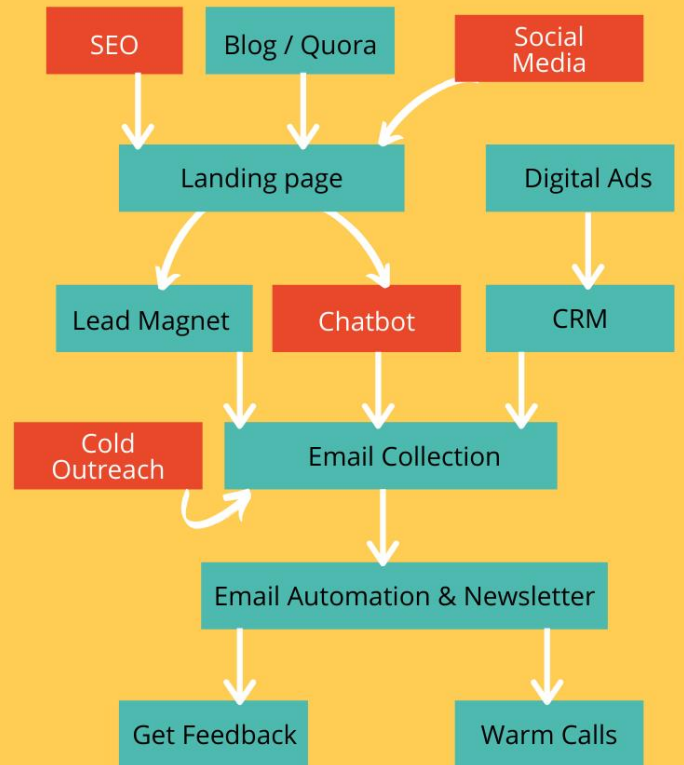 SEO
Blog / Quora
Social
Media
Landing page
Digital Ads
Lead Magnet
Chatbot
CRM
Cold
Outreach
Email Collection
Email Automation & Newsletter
Get Feedback
Warm Calls